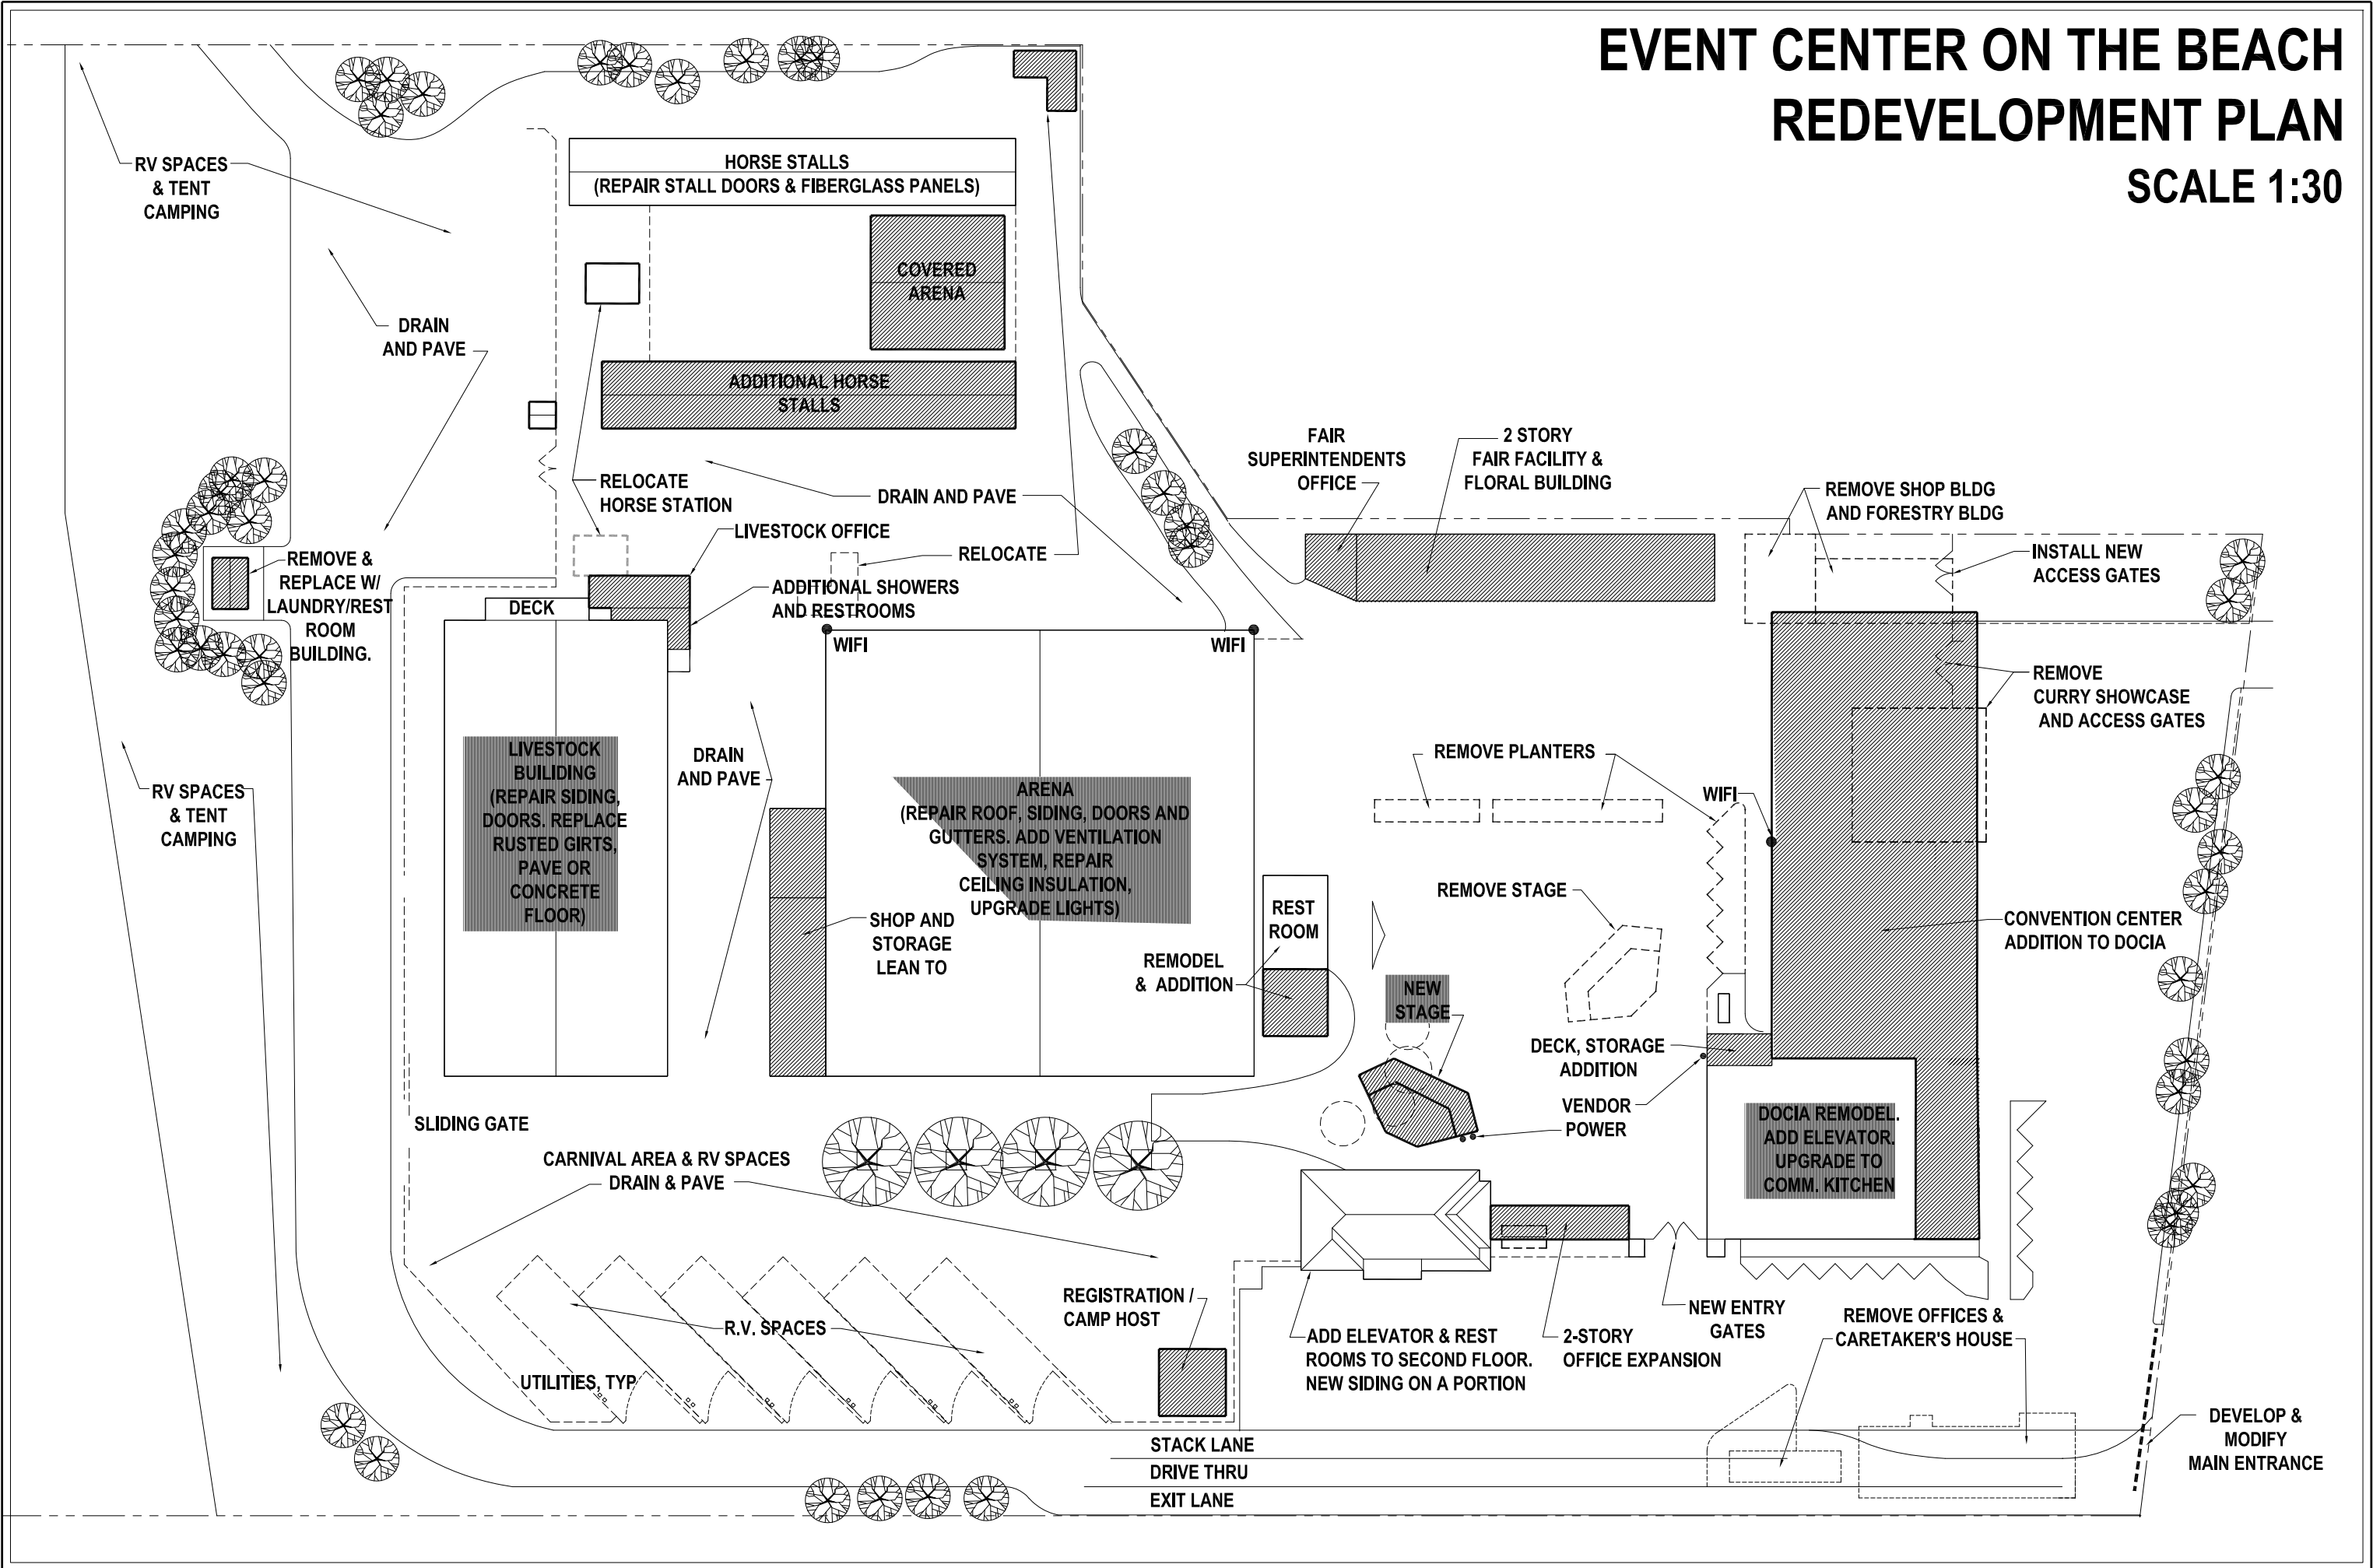 EVENT CENTER ON THE BEACH
REDEVELOPMENT PLAN
SCALE 1:30
RV SPACES
& TENT
CAMPING
HORSE STALLS
(REPAIR STALL DOORS & FIBERGLASS PANELS)
COVERED
ARENA
DRAIN
AND PAVE
ADDITIONAL HORSE
STALLS
RELOCATE
HORSE STATION
DRAIN AND PAVE
LIVESTOCK OFFICE
RELOCATE
ADDITIONAL SHOWERS
AND RESTROOMS
FAIR
SUPERINTENDENTS
OFFICE
2 STORY
FAIR FACILITY &
FLORAL BUILDING
REMOVE SHOP BLDG
AND FORESTRY BLDG
INSTALL NEW
ACCESS GATES
REMOVE &
REPLACE W/
LAUNDRY/REST
ROOM
BUILDING.
DECK
WIFI
WIFI
REMOVE
CURRY SHOWCASE
AND ACCESS GATES
LIVESTOCK
BUILIDING
(REPAIR SIDING,
DOORS. REPLACE
RUSTED GIRTS,
PAVE OR
CONCRETE
FLOOR)
DRAIN
AND PAVE
ARENA
(REPAIR ROOF, SIDING, DOORS AND
GUTTERS. ADD VENTILATION
SYSTEM, REPAIR
CEILING INSULATION,
UPGRADE LIGHTS)
REMOVE PLANTERS
WIFI
RV SPACES
& TENT
CAMPING
SHOP AND
STORAGE
LEAN TO
REST
ROOM
REMODEL
& ADDITION
REMOVE STAGE
NEW
STAGE
CONVENTION CENTER
ADDITION TO DOCIA
DECK, STORAGE
ADDITION
VENDOR
POWER
DOCIA REMODEL.
ADD ELEVATOR.
UPGRADE TO
COMM. KITCHEN
SLIDING GATE
CARNIVAL AREA & RV SPACES
DRAIN & PAVE
R.V. SPACES
UTILITIES, TYP
REGISTRATION /
CAMP HOST
ADD ELEVATOR & REST
ROOMS TO SECOND FLOOR.
NEW SIDING ON A PORTION
2-STORY
OFFICE EXPANSION
NEW ENTRY
GATES
REMOVE OFFICES &
CARETAKER'S HOUSE
DEVELOP &
MODIFY
MAIN ENTRANCE
STACK LANE
DRIVE THRU
EXIT LANE